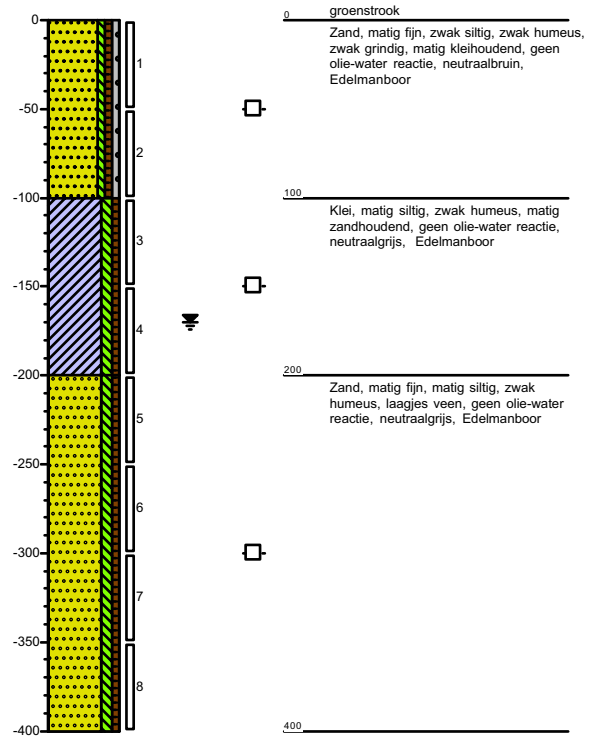 groenstrook
0
0
Zand, matig fijn, zwak siltig, zwak humeus,
zwak grindig, matig kleihoudend, geen
olie-water reactie, neutraalbruin,
Edelmanboor
1
-50
2
-100
100
Klei, matig siltig, zwak humeus, matig
zandhoudend, geen olie-water reactie,
neutraalgrijs, Edelmanboor
3
-150
4
-200
200
Zand, matig fijn, matig siltig, zwak
humeus, laagjes veen, geen olie-water
reactie, neutraalgrijs, Edelmanboor
5
-250
6
-300
7
-350
8
-400
400